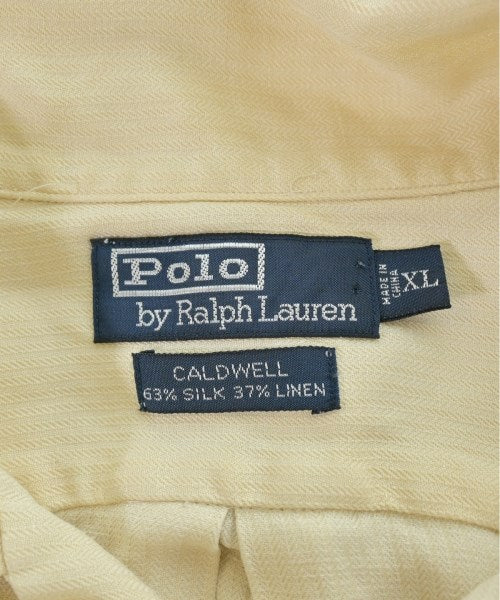 Polo
by Ralph Lauren
MADE IN
CHINA
XL
CALDWELL
63% SILK 37% LINEN